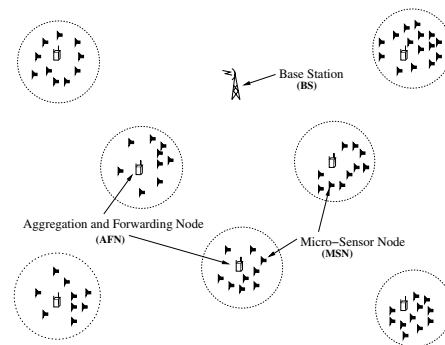 Base Station
(BS)
Aggregation and Forwarding Node
(AFN)
Micro−Sensor Node
(MSN)